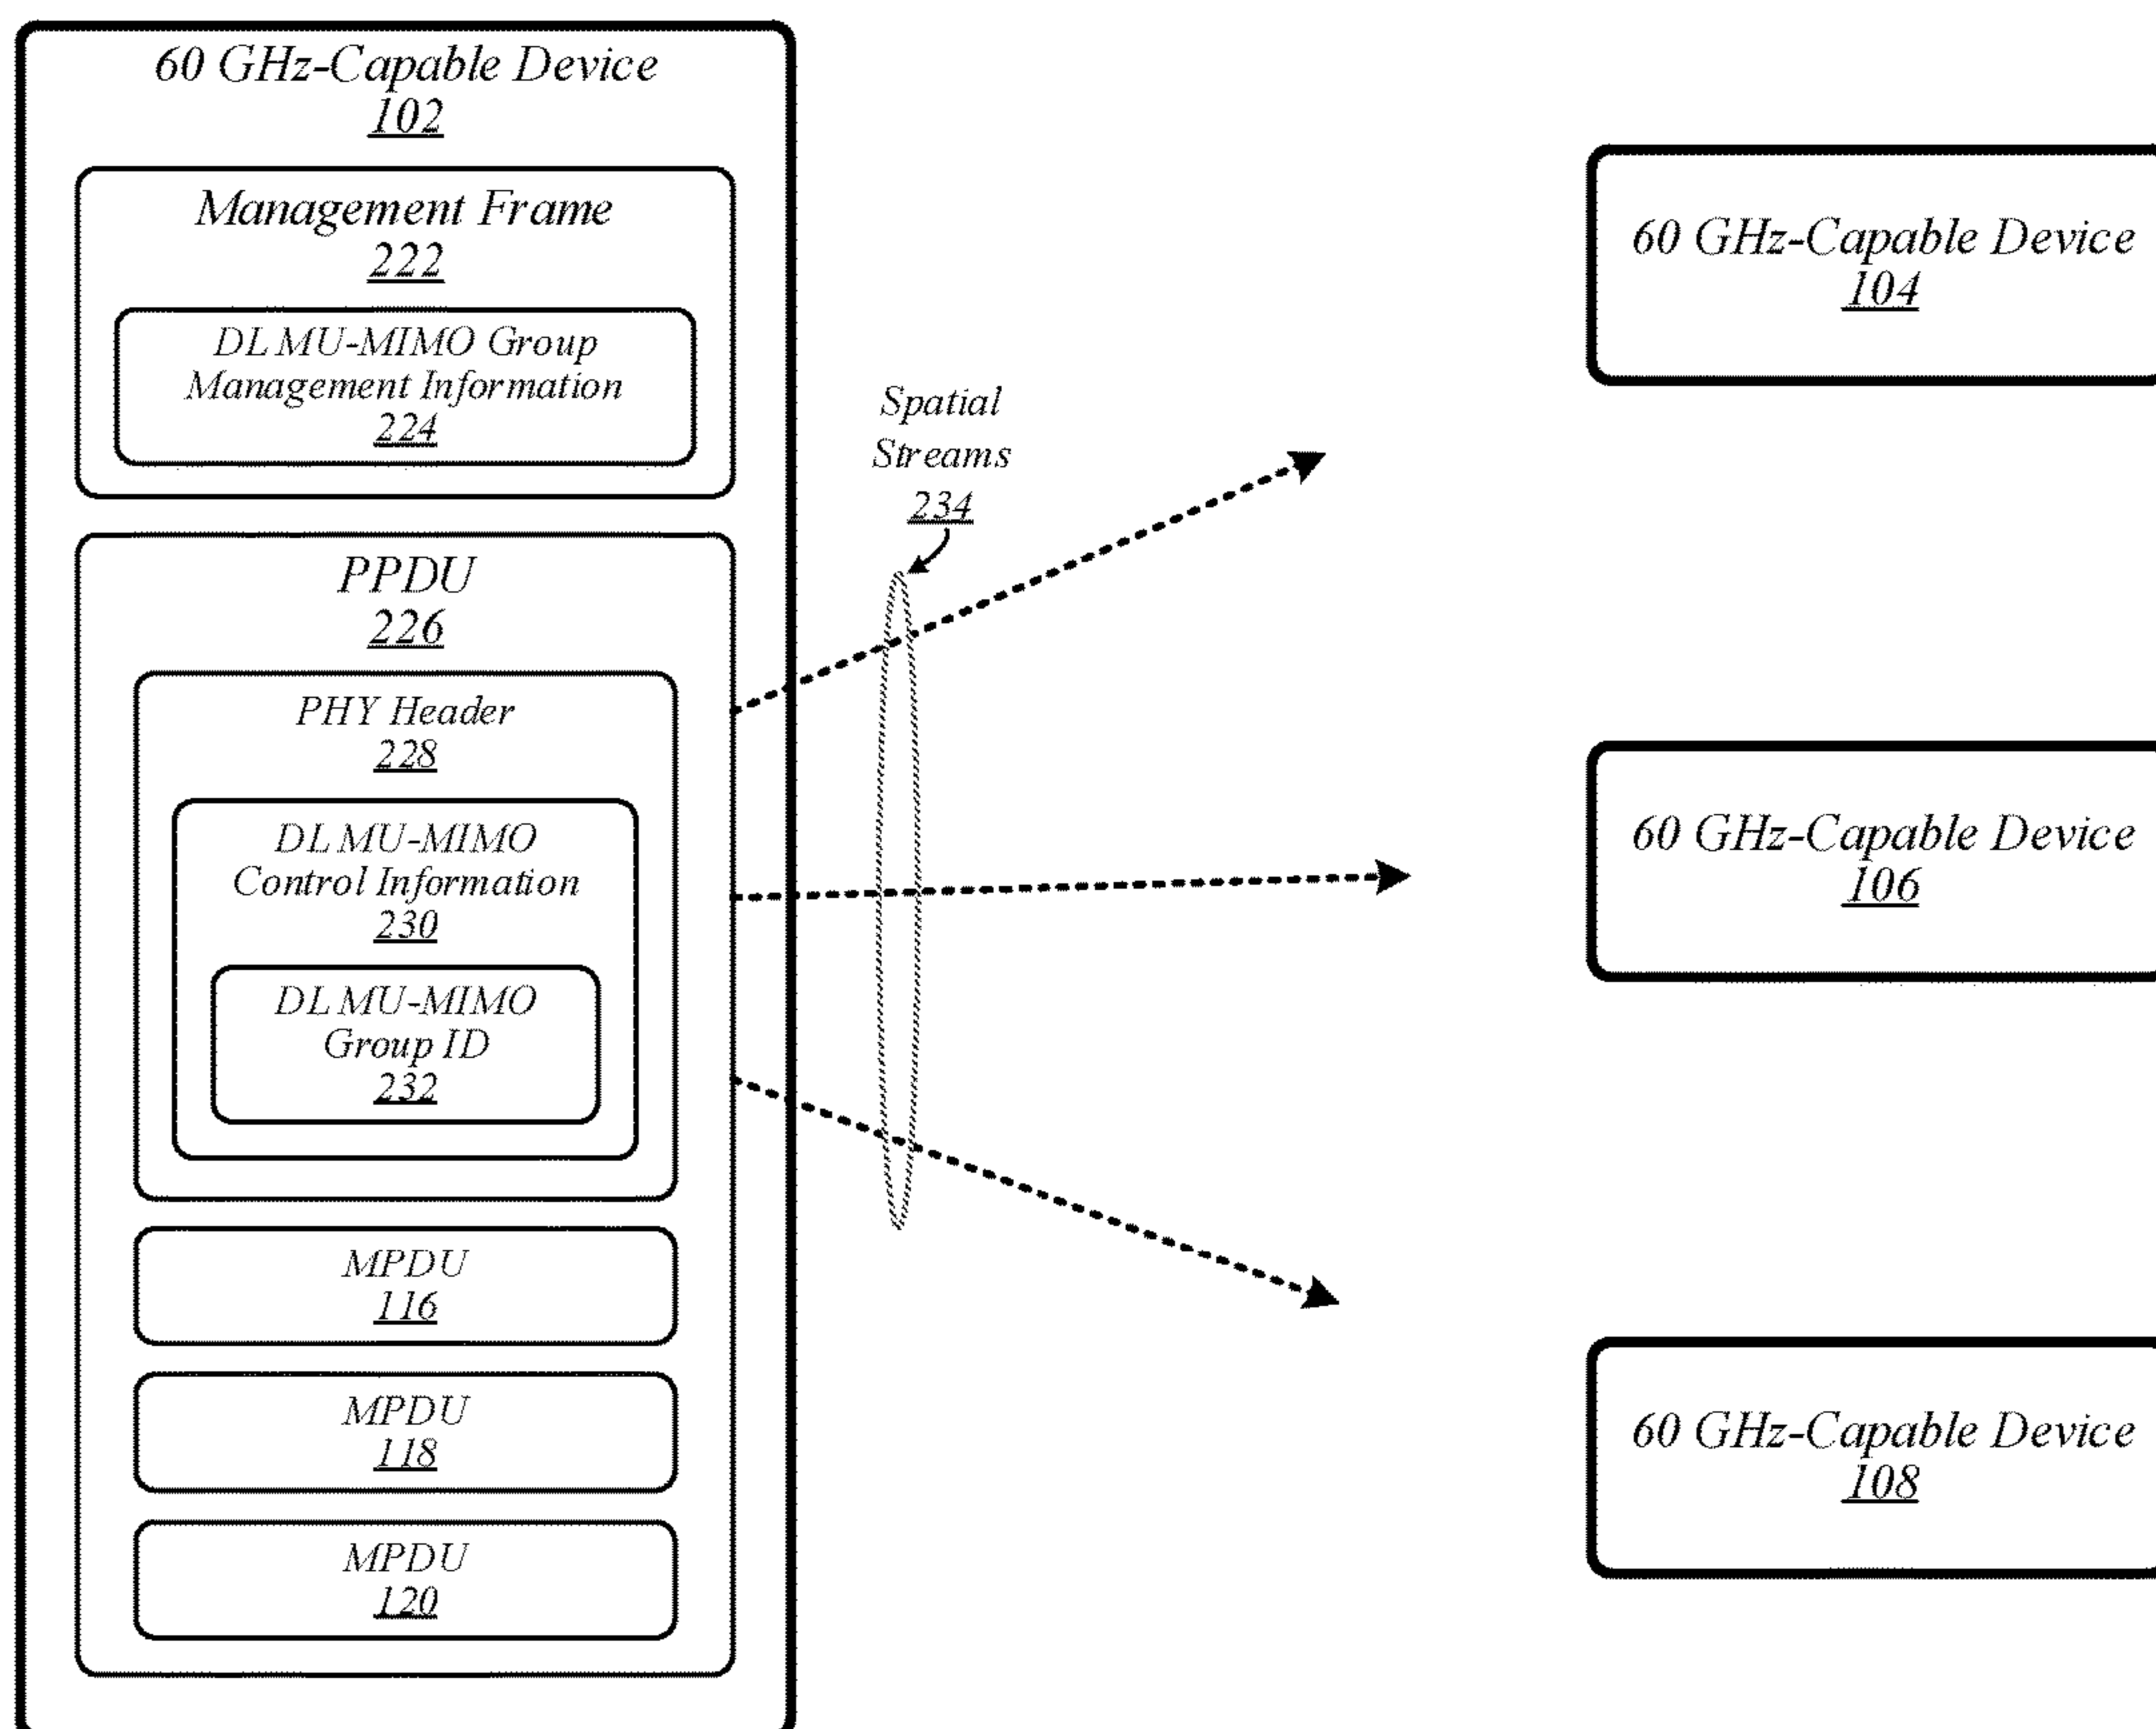 60 GHz-Capable Device
102
Management Frame
222
DL MU-MIMO Group
Management Information
224
PPDU
226
PHY Header
228
DL MU-MIMO
Control Information
230
DL MU-MIMO
Group ID
232
MPDU
116
MPDU
118
MPDU
120
Spatial
Streams
234
60 GHz-Capable Device
104
60 GHz-Capable Device
106
60 GHz-Capable Device
108